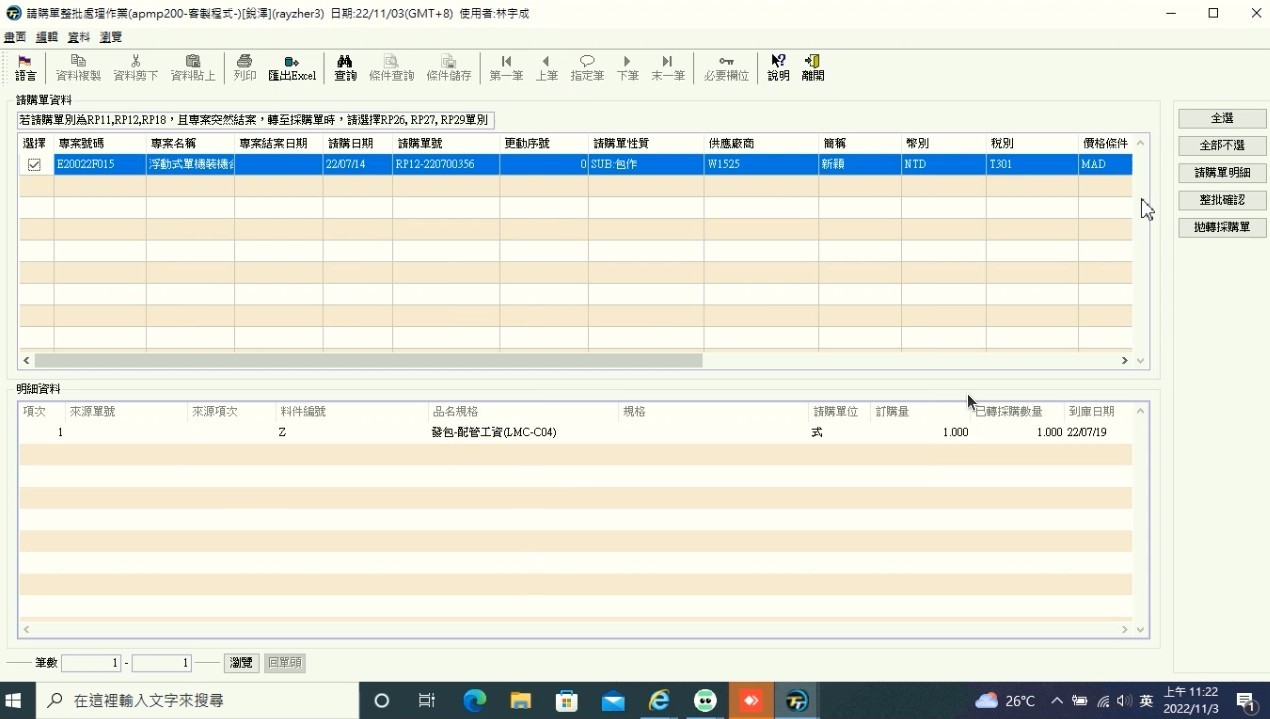 請購單整批處理作業(apmp200-客製程式-)[銳澤](rayzher3) 日期:22/11/03(GMT+8) 使用者:林宇成
畫面 編輯 資料 瀏覽
語言 資料複製 資料剪下 資料貼上 列印 匯出Excel 查詢 條件查詢 條件儲存 第一筆 上筆 指定筆 下筆 末一筆 必要欄位 說明 離開
請購單資料
若請購單別為RP11,RP12,RP18,且專案突然結案,轉至採購單時,請選擇RP26, RP27, RP29單別
選擇 專案號碼 專案名稱 專案結案日期 請購日期 請購單號 更動序號 請購單性質 供應廠商 簡稱 幣別 稅別 價格條件
E20022F015 浮動式單機裝機 22/07/14 RP12-220700356 0 SUB:包作 W1525 新穎 NTD T301 MAD
全選
全部不選
請購單明細
整批確認
拋轉採購單
明細資料
項次 來源單號 來源項次 料件編號 品名規格 規格 請購單位 訂購量 已轉採購數量 到庫日期
1 Z 發包-配管工資(LMC-C04) 式 1.000 1.000 22/07/19
筆數 1 - 1 瀏覽 回單頭
在這裡輸入文字來搜尋
26°C 英 上午 11:22
2022/11/3
1